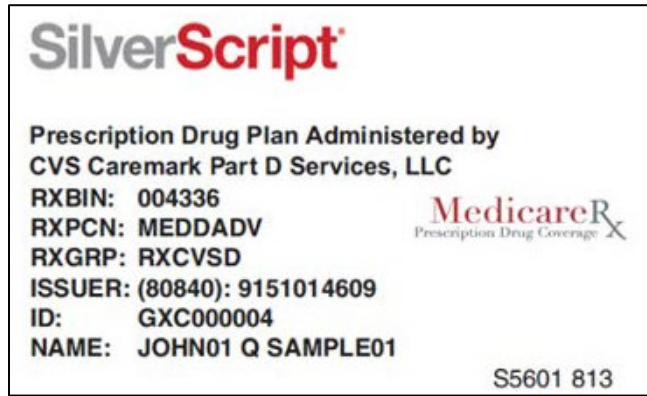 SilverScript
Prescription Drug Plan Administered by
CVS Caremark Part D Services, LLC
RXBIN: 004336
RXPCN: MEDDADV
MedicareRx
Prescription Drug Coverage
RXGRP: RXCVSD
ISSUER: (80840): 9151014609
ID: GXC000004
NAME: JOHN01 Q SAMPLE01
S5601 813